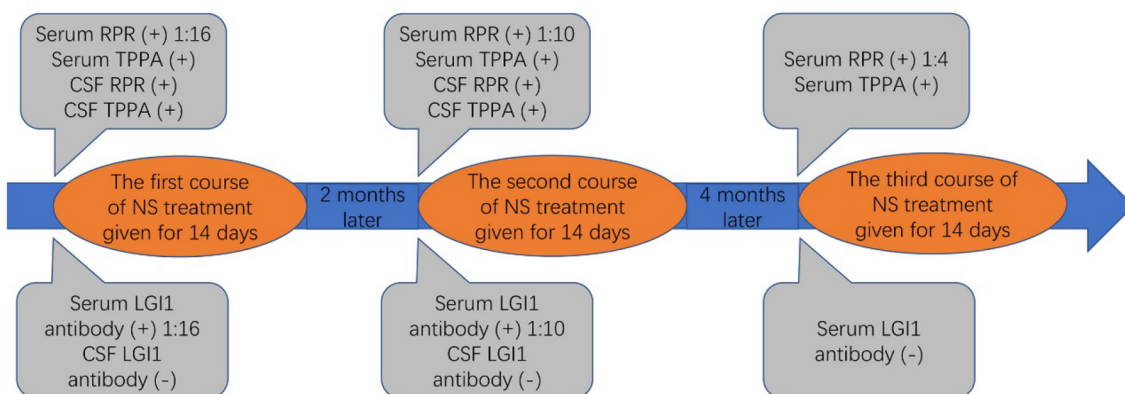 Serum RPR (+) 1:16
Serum TPPA (+)
CSF RPR (+)
CSF TPPA (+)
Serum RPR (+) 1:10
Serum TPPA (+)
CSF RPR (+)
CSF TPPA (+)
Serum RPR (+) 1:4
Serum TPPA (+)
The first course
of NS treatment
given for 14 days
2 months
later
The second course
of NS treatment
given for 14 days
4 months
later
The third course of
NS treatment
given for 14 days
Serum LGI1
antibody (+) 1:16
CSF LGI1
antibody (-)
Serum LGI1
antibody (+) 1:10
CSF LGI1
antibody (-)
Serum LGI1
antibody (-)